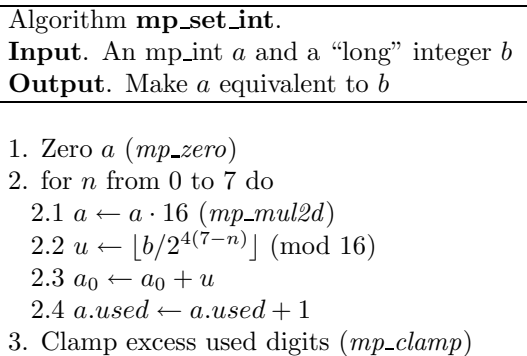 Algorithm mp_set_int.
Input. An mp_int a and a “long” integer b
Output. Make a equivalent to b
1. Zero a (mp_zero)
2. for n from 0 to 7 do
2.1 a ← a · 16 (mp_mul2d)
2.2 u ← ⌊b/2^{4(7−n)}⌋ (mod 16)
2.3 a₀ ← a₀ + u
2.4 a.used ← a.used + 1
3. Clamp excess used digits (mp_clamp)